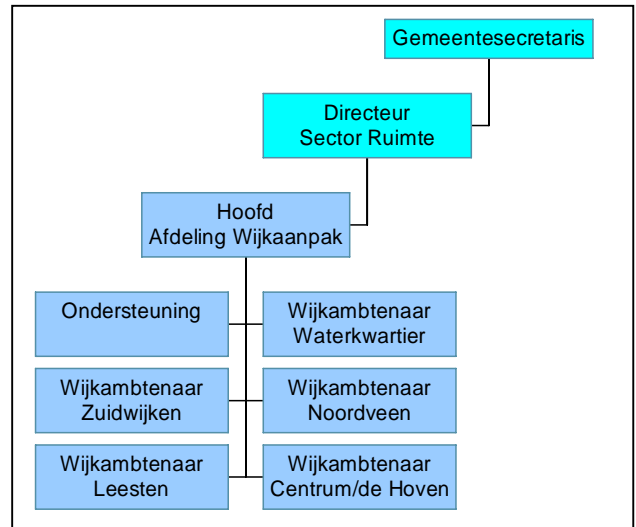 Gemeentesecretaris
Directeur
Sector Ruimte
Hoofd
Afdeling Wijkaanpak
Ondersteuning
Wijkambtenaar
Waterkwartier
Wijkambtenaar
Zuidwijken
Wijkambtenaar
Noordveen
Wijkambtenaar
Leesten
Wijkambtenaar
Centrum/de Hoven